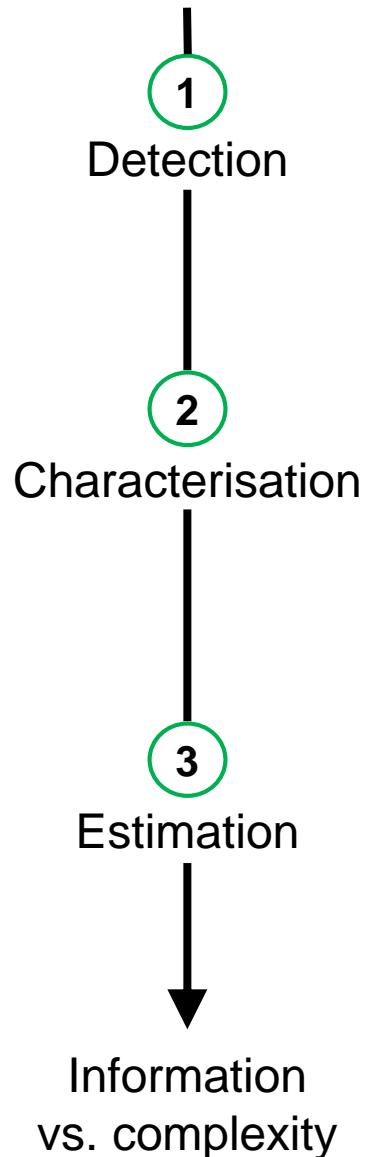 1
Detection
2
Characterisation
3
Estimation
Information
vs. complexity